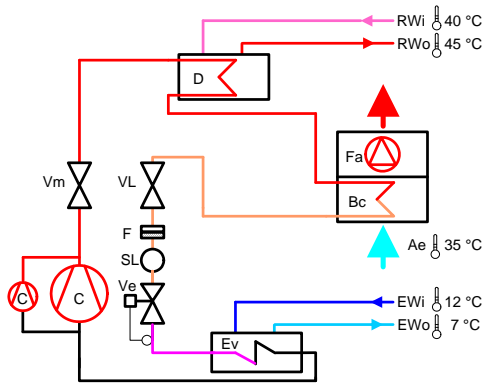 RWi 40 °C
RWo 45 °C
D
Fa
Vm
VL
Bc
F
Ae 35 °C
SL
Ve
C
C
EWi 12 °C
EWo 7 °C
Ev